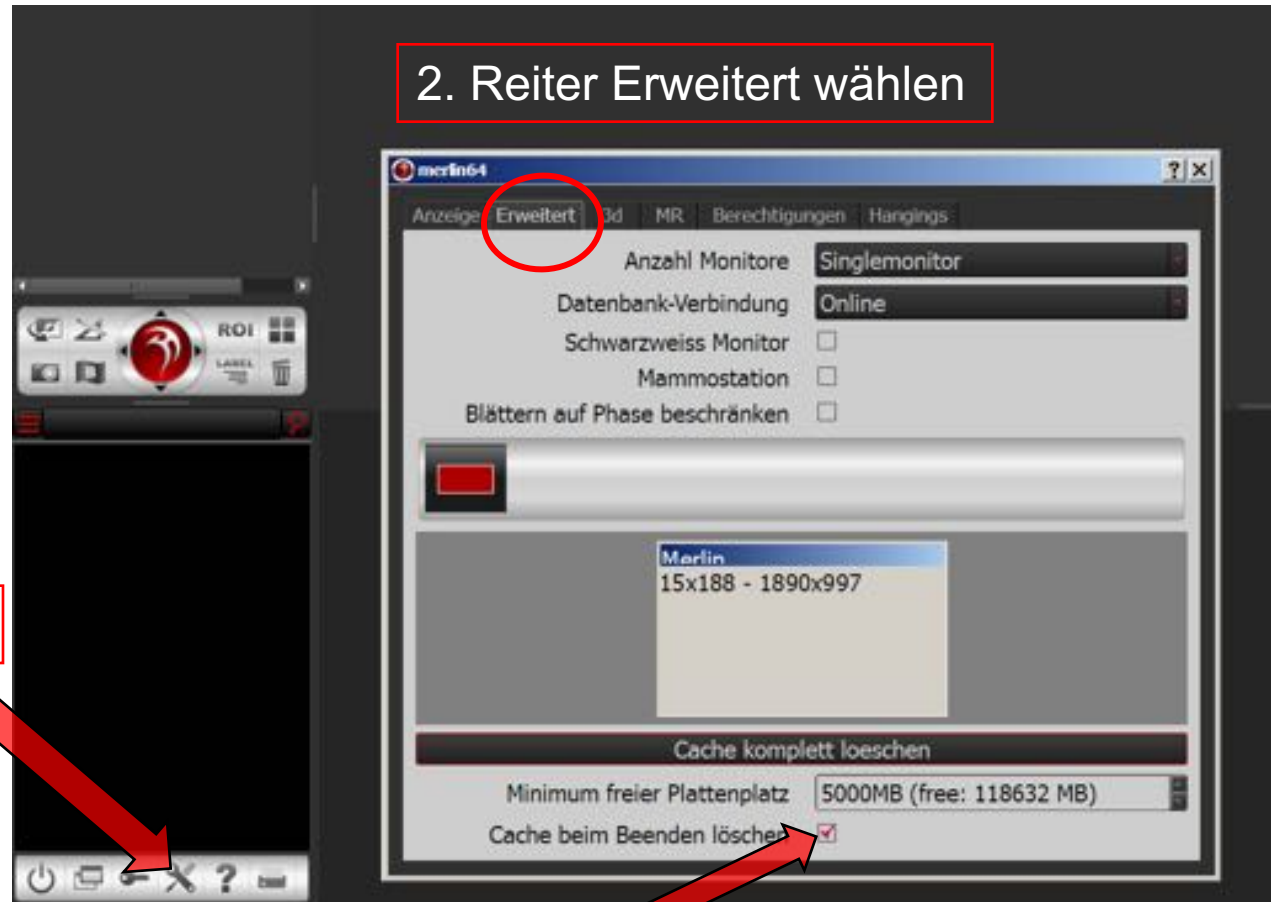 2. Reiter Erweitert wählen
merlin64
Anzeige Erweitert 3d MR Berechtigungen Hangings
Anzahl Monitore Singlemonitor
Datenbank-Verbindung Online
Schwarzweiss Monitor
Mammostation
Blättern auf Phase beschränken
ROI
LABEL
Merlin
15x188 - 1890x997
Cache komplett loeschen
Minimum freier Plattenplatz 5000MB (free: 118632 MB)
Cache beim Beenden löschen